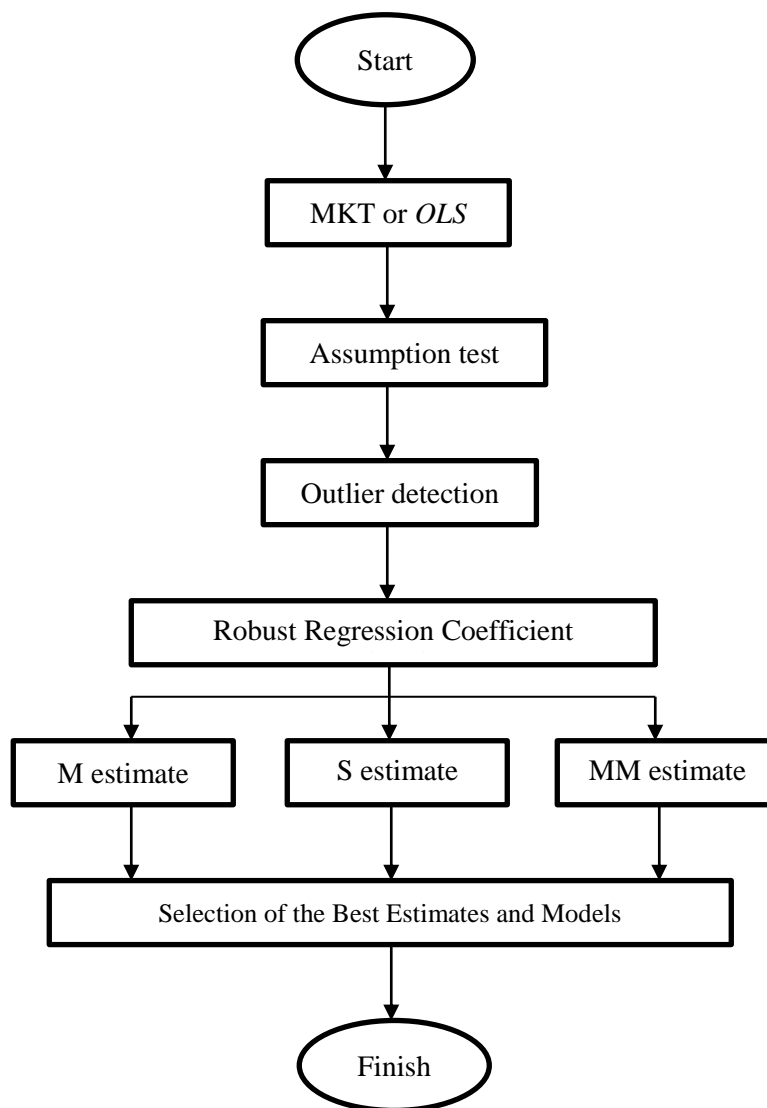 Start
MKT or OLS
Assumption test
Outlier detection
Robust Regression Coefficient
M estimate
S estimate
MM estimate
Selection of the Best Estimates and Models
Finish